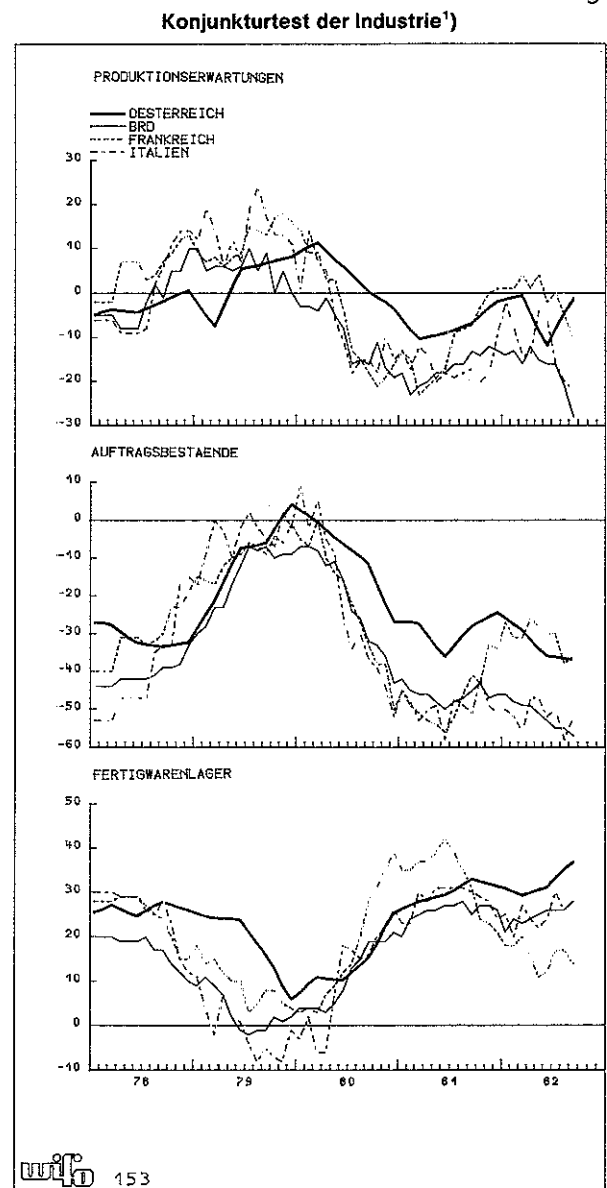 Konjunkturtest der Industrie¹)
PRODUKTIONSERWARTUNGEN
OESTERREICH
BRD
FRANKREICH
ITALIEN
30
20
10
0
-10
-20
-30
AUFTRAGSBESTAENDE
10
0
-10
-20
-30
-40
-50
-60
FERTIGWARENLAGER
50
40
30
20
10
0
-10
78 79 80 81 82
wifo 153